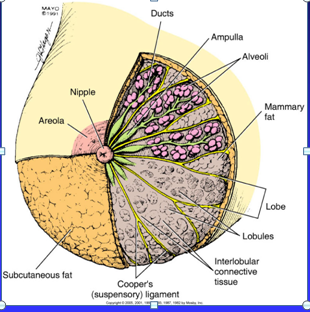 MAYO
©1991
Ducts
Ampulla
Alveoli
Nipple
Mammary
fat
Areola
Lobe
Lobules
Interlobular
connective
tissue
Subcutaneous fat
Cooper's
(suspensory) ligament